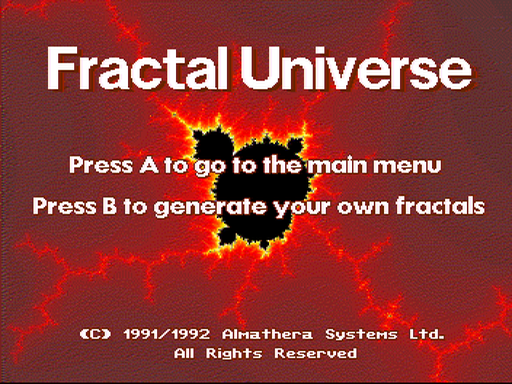 Fractal Universe
Press A to go to the main menu
Press B to generate your own fractals
(C) 1991/1992 Almathera Systems Ltd.
All Rights Reserved